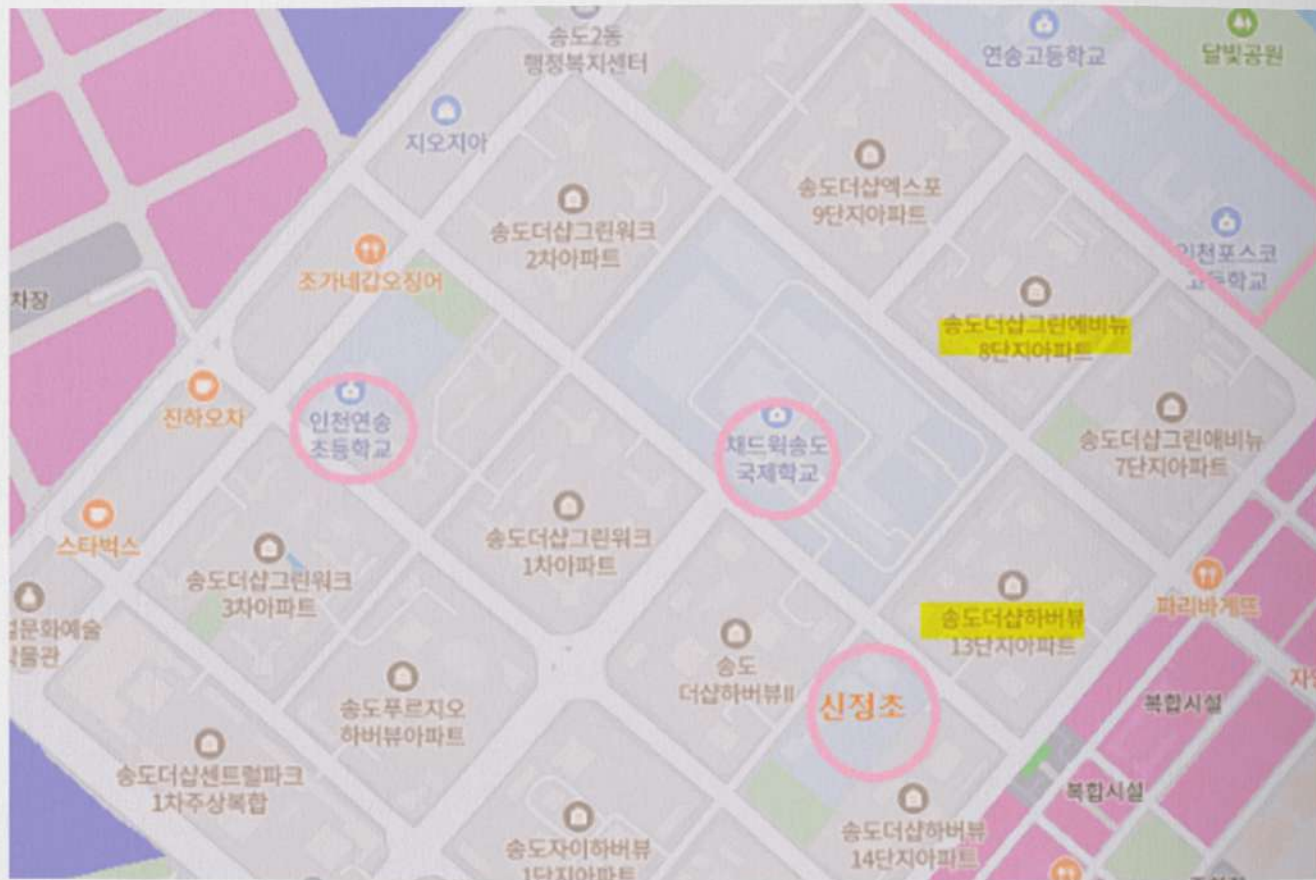 송도2동
행정복지센터
연송고등학교
달빛공원
지오지아
송도더샵엑스포
9단지아파트
송도더샵그린워크
2차아파트
인천포스코
고등학교
조가네갑오징어
차장
송도더샵그린애비뉴
8단지아파트
진하오차
인천연송
초등학교
채드윅송도
국제학교
송도더샵그린애비뉴
7단지아파트
스타벅스
송도더샵그린워크
1차아파트
송도더샵그린워크
3차아파트
파리바게뜨
송도더샵하버뷰
13단지아파트
문화예술
물관
송도
더샵하버뷰II
신정초
송도푸르지오
하버뷰아파트
복합시설
송도더샵센트럴파크
1차주상복합
복합시설
송도더샵하버뷰
14단지아파트
송도자이하버뷰
1단지아파트